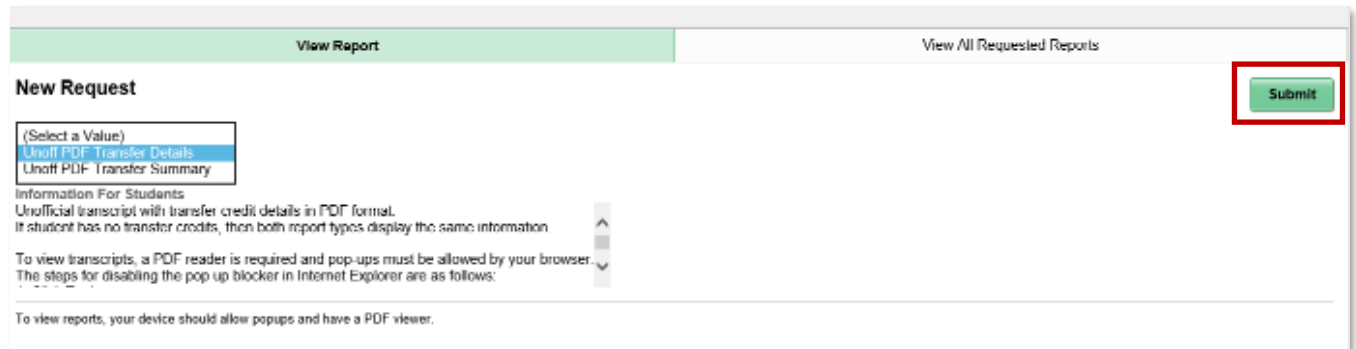 View Report
View All Requested Reports
New Request
Submit
(Select a Value)
Unoff PDF Transfer Details
Unoff PDF Transfer Summary
Information For Students
Unofficial transcript with transfer credit details in PDF format.
If student has no transfer credits, then both report types display the same information
To view transcripts, a PDF reader is required and pop-ups must be allowed by your browser.
The steps for disabling the pop up blocker in Internet Explorer are as follows:
To view reports, your device should allow popups and have a PDF viewer.